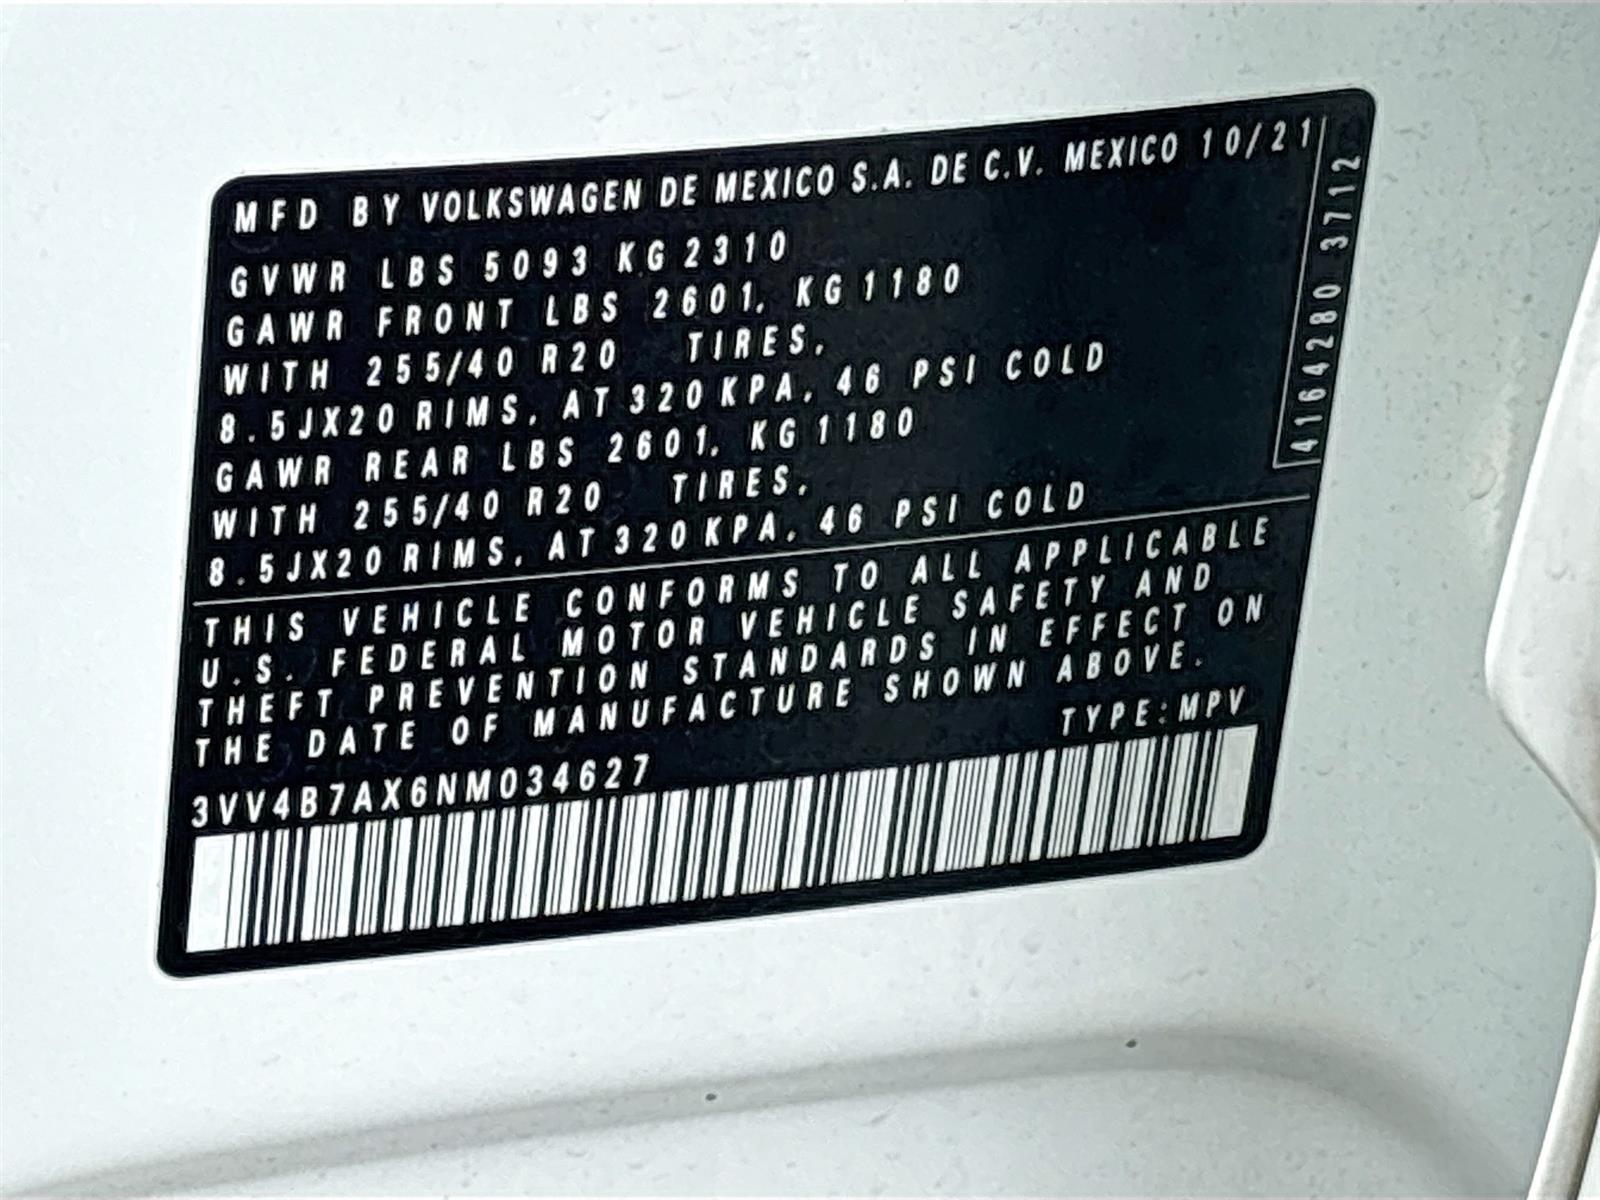 MFD BY VOLKSWAGEN DE MEXICO S.A. DE C.V. MEXICO 10/21
GVWR LBS 5093 KG 2310
GAWR FRONT LBS 2601, KG 1180
WITH 255/40 R20 TIRES,
8.5JX20 RIMS, AT 320 KPA, 46 PSI COLD
GAWR REAR LBS 2601, KG 1180
WITH 255/40 R20 TIRES,
8.5JX20 RIMS, AT 320 KPA, 46 PSI COLD
4164280 3712
THIS VEHICLE CONFORMS TO ALL APPLICABLE
U.S. FEDERAL MOTOR VEHICLE SAFETY AND
THEFT PREVENTION STANDARDS IN EFFECT ON
THE DATE OF MANUFACTURE SHOWN ABOVE.
TYPE:MPV
3VV4B7AX6NM034627